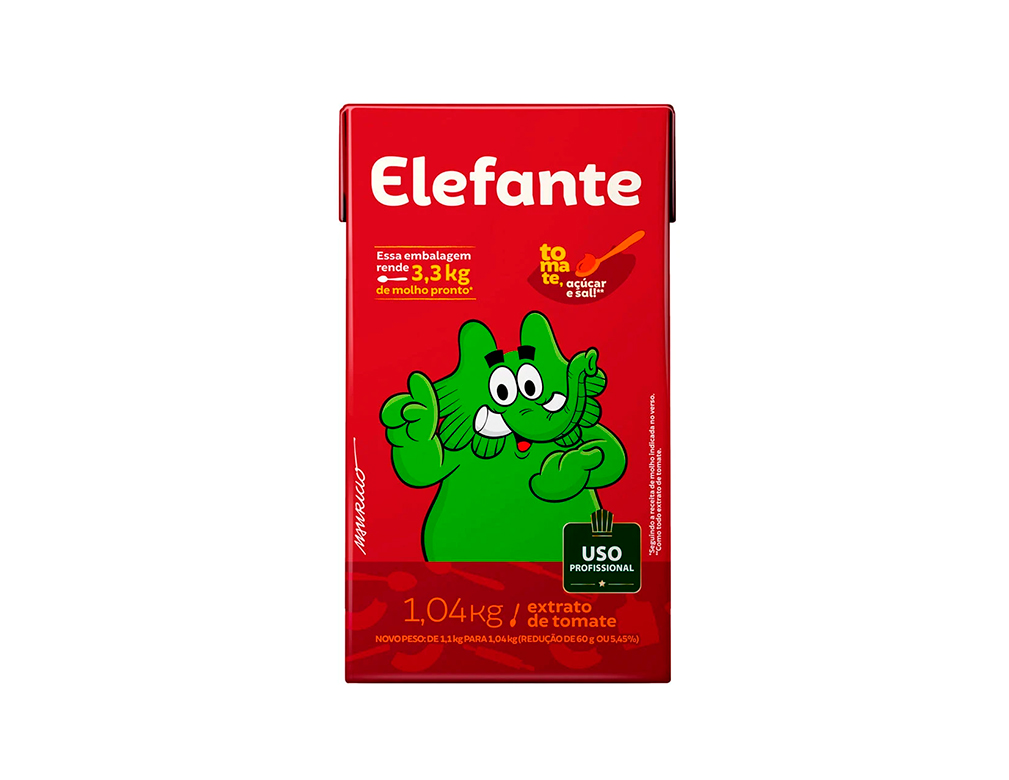 Elefante
Essa embalagem
rende 3,3 kg
de molho pronto*
to
ma
te, açúcar
e sal!**
*Seguindo a receita de molho indicada no verso.
**Como todo extrato de tomate.
MAURICIO
USO
PROFISSIONAL
1,04KG
extrato
de tomate
NOVO PESO: DE 1,1 kg PARA 1,04 kg (REDUÇÃO DE 60 g OU 5,45%)